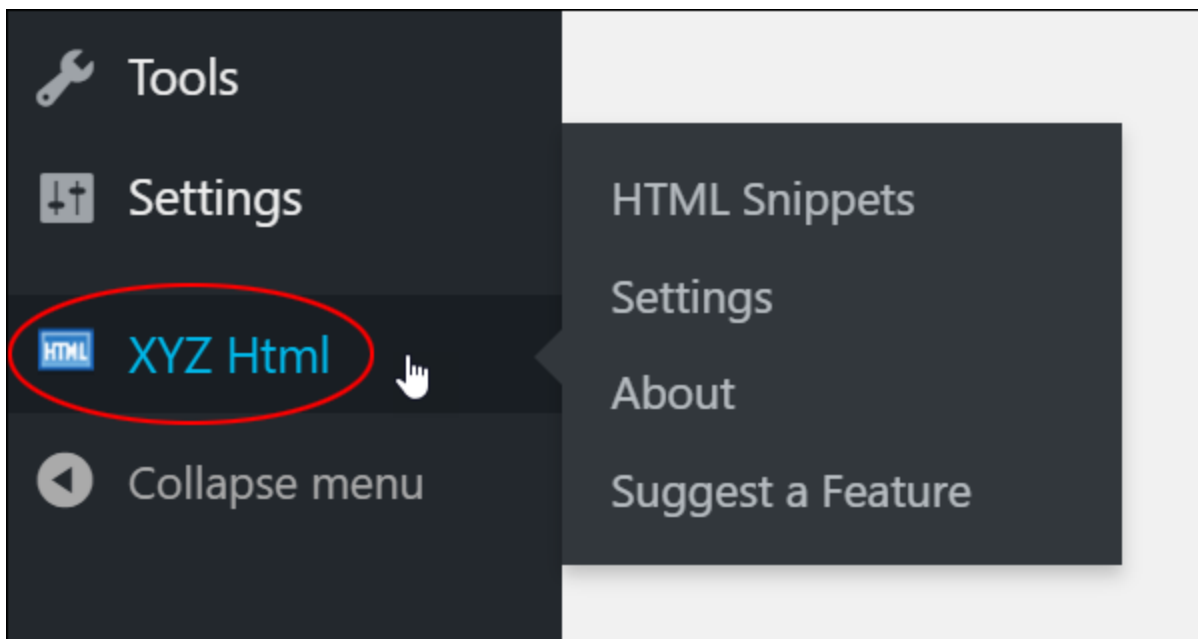 Tools
Settings
HTML XYZ Html
Collapse menu
HTML Snippets
Settings
About
Suggest a Feature